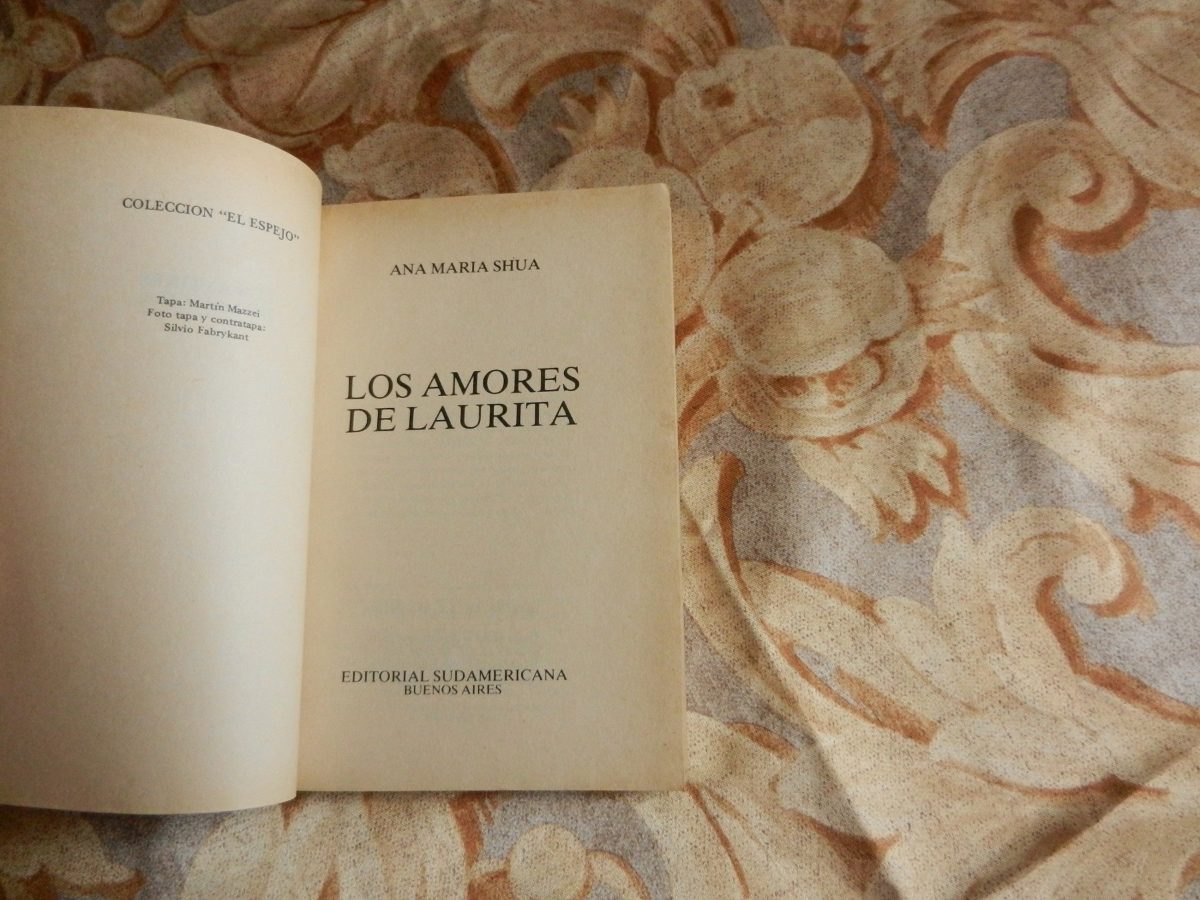 COLECCION "EL ESPEJO"
Tapa: Martín Mazzei
Foto tapa y contratapa:
Silvio Fabrykant
ANA MARIA SHUA
LOS AMORES
DE LAURITA
EDITORIAL SUDAMERICANA
BUENOS AIRES